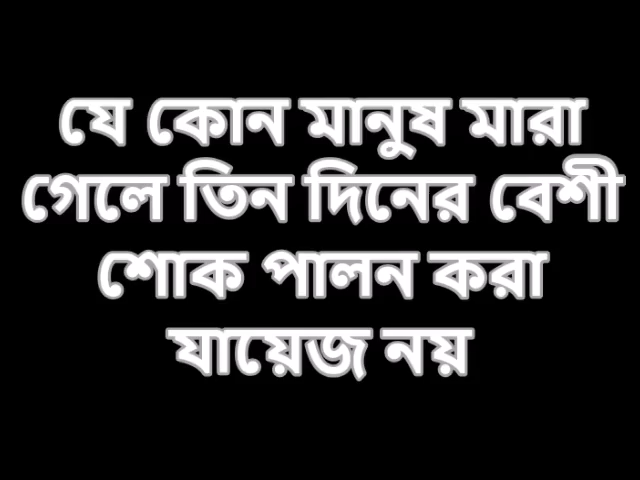 যে কোন মানুষ মারা
গেলে তিন দিনের বেশী
শোক পালন করা
যায়েজ নয়